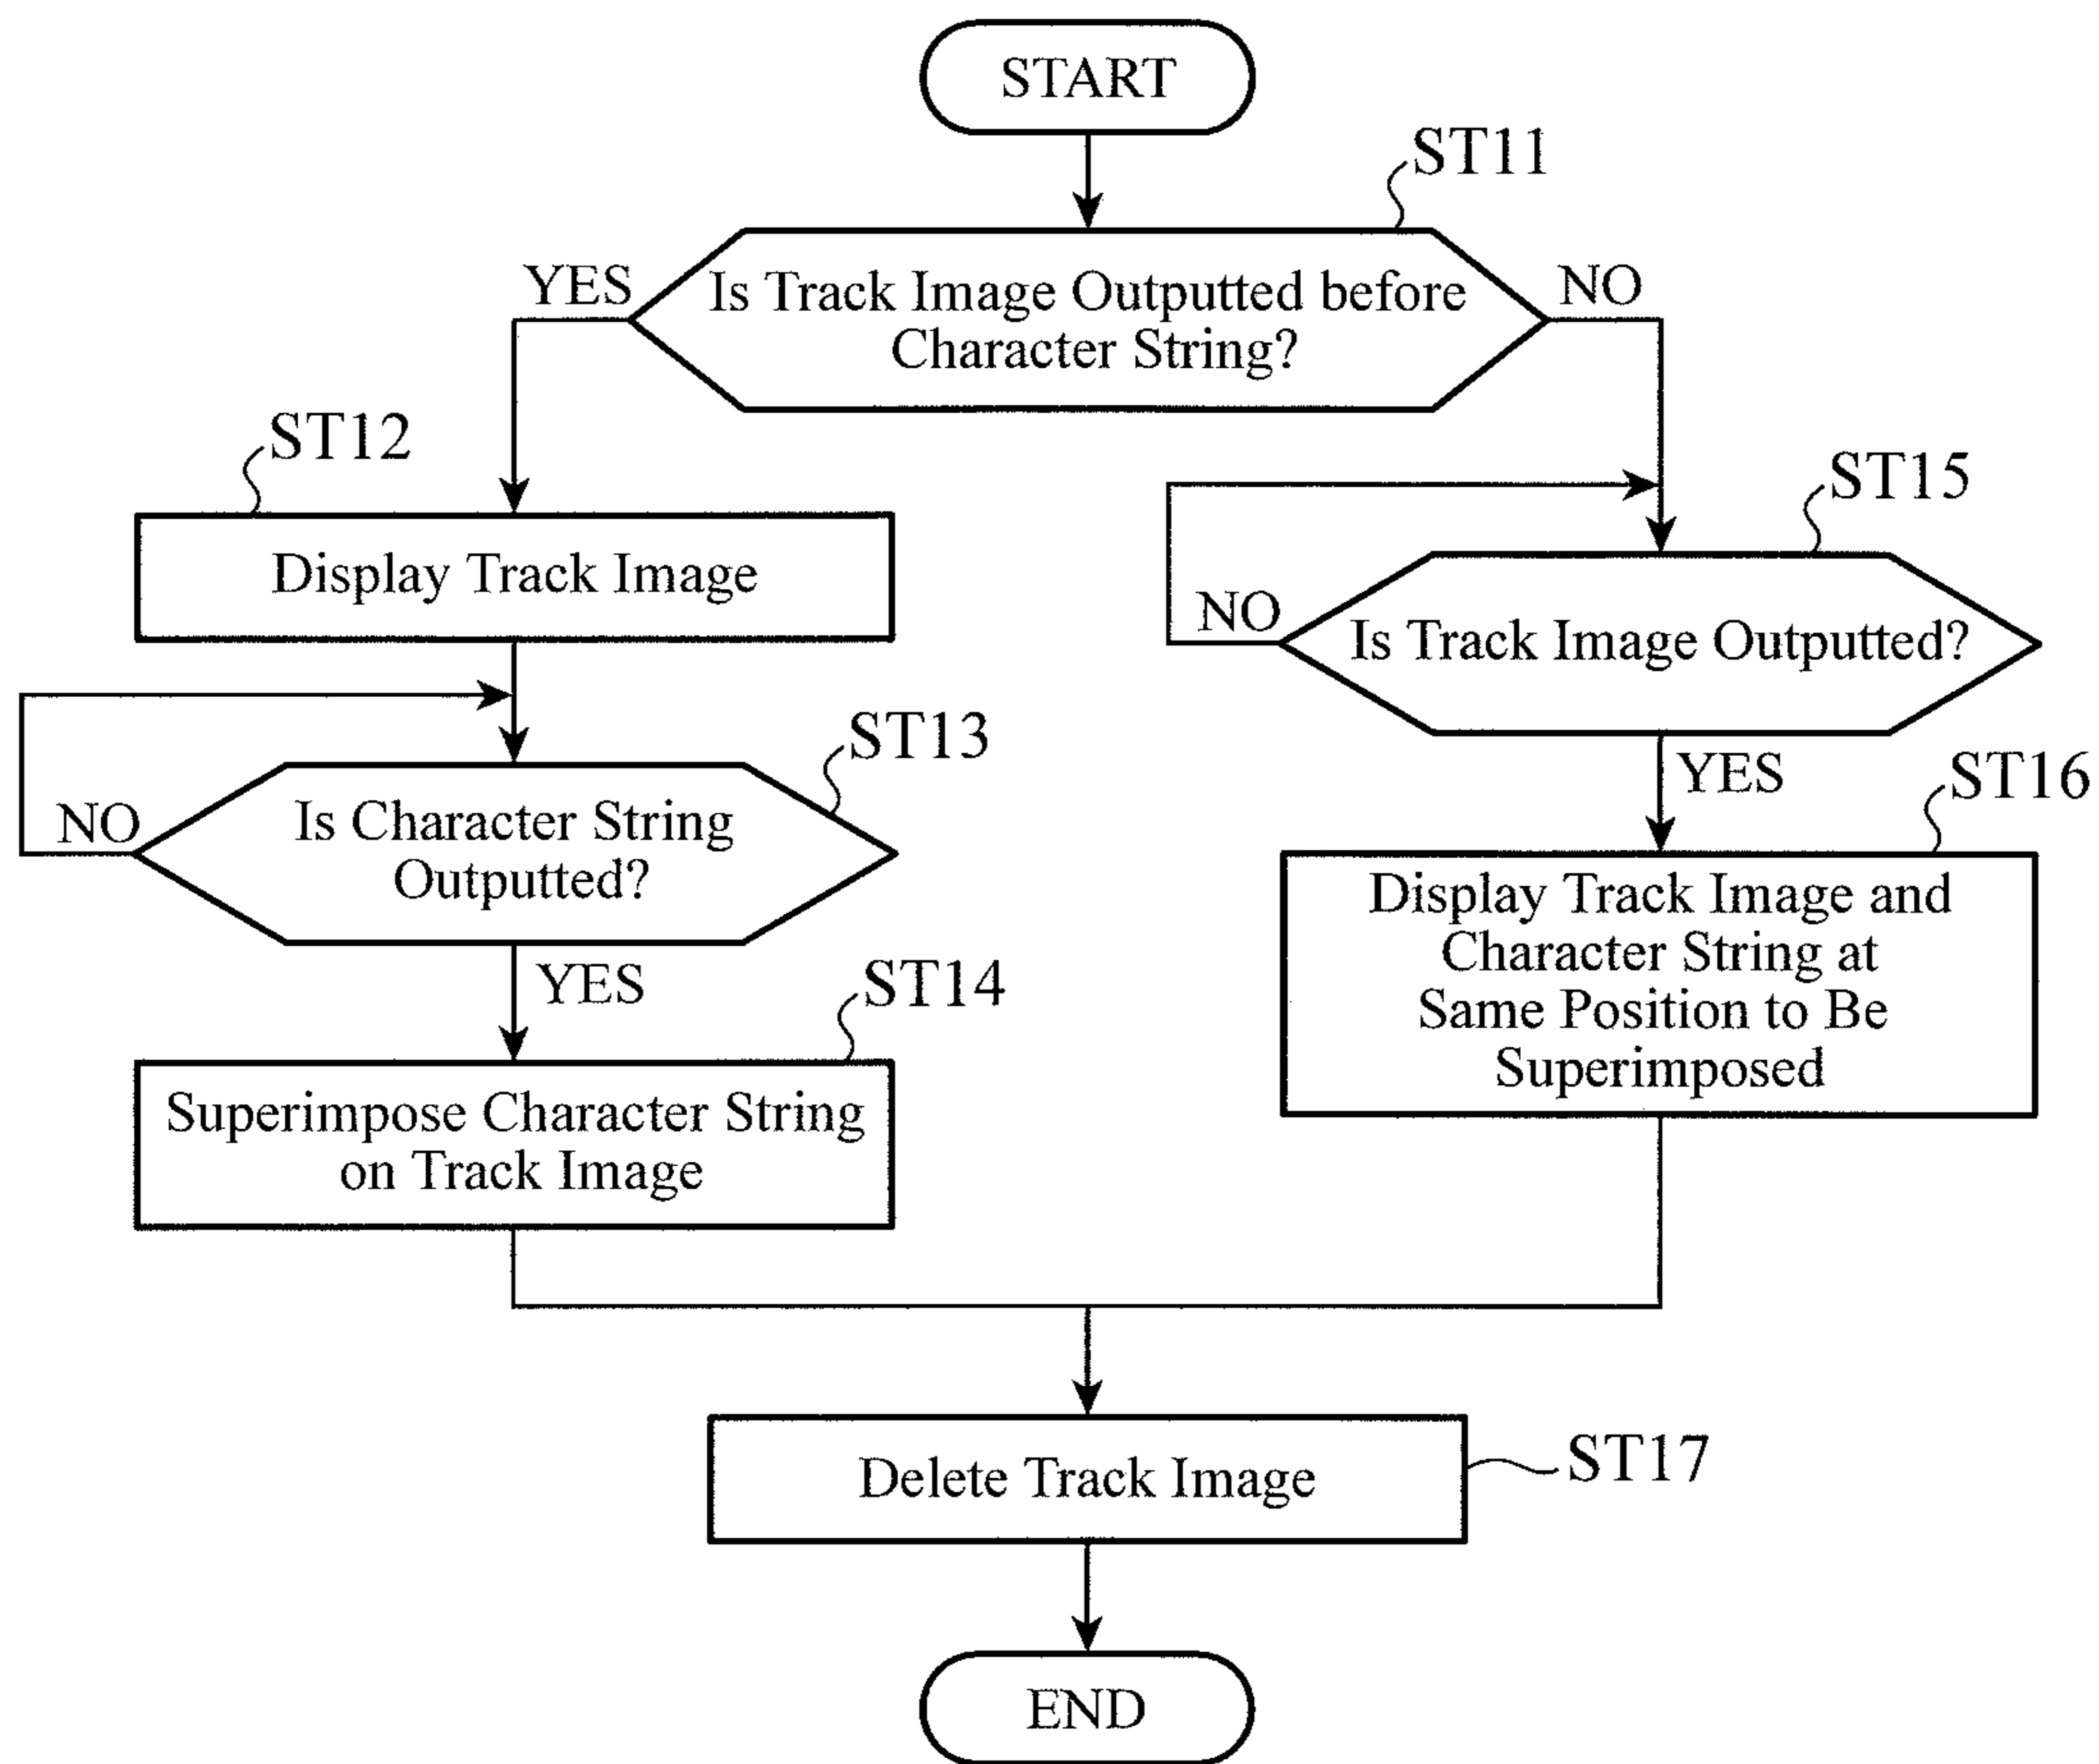 START
ST11
YES
Is Track Image Outputted before
Character String?
NO
ST12
Display Track Image
ST15
NO
Is Track Image Outputted?
YES
ST13
NO
Is Character String
Outputted?
YES
ST14
Superimpose Character String
on Track Image
ST16
Display Track Image and
Character String at
Same Position to Be
Superimposed
Delete Track Image
ST17
END